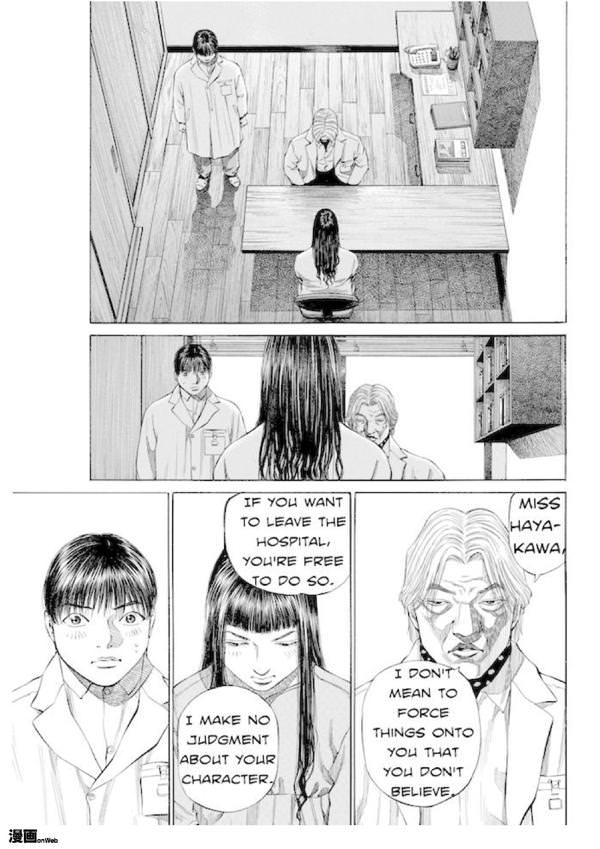 MISS
HAYA-
KAWA,
I DON'T
MEAN TO
FORCE
THINGS ONTO
YOU THAT
YOU DON'T
BELIEVE.
IF YOU WANT
TO LEAVE THE
HOSPITAL,
YOU'RE FREE
TO DO SO.
I MAKE NO
JUDGMENT
ABOUT YOUR
CHARACTER.
漫画onWeb